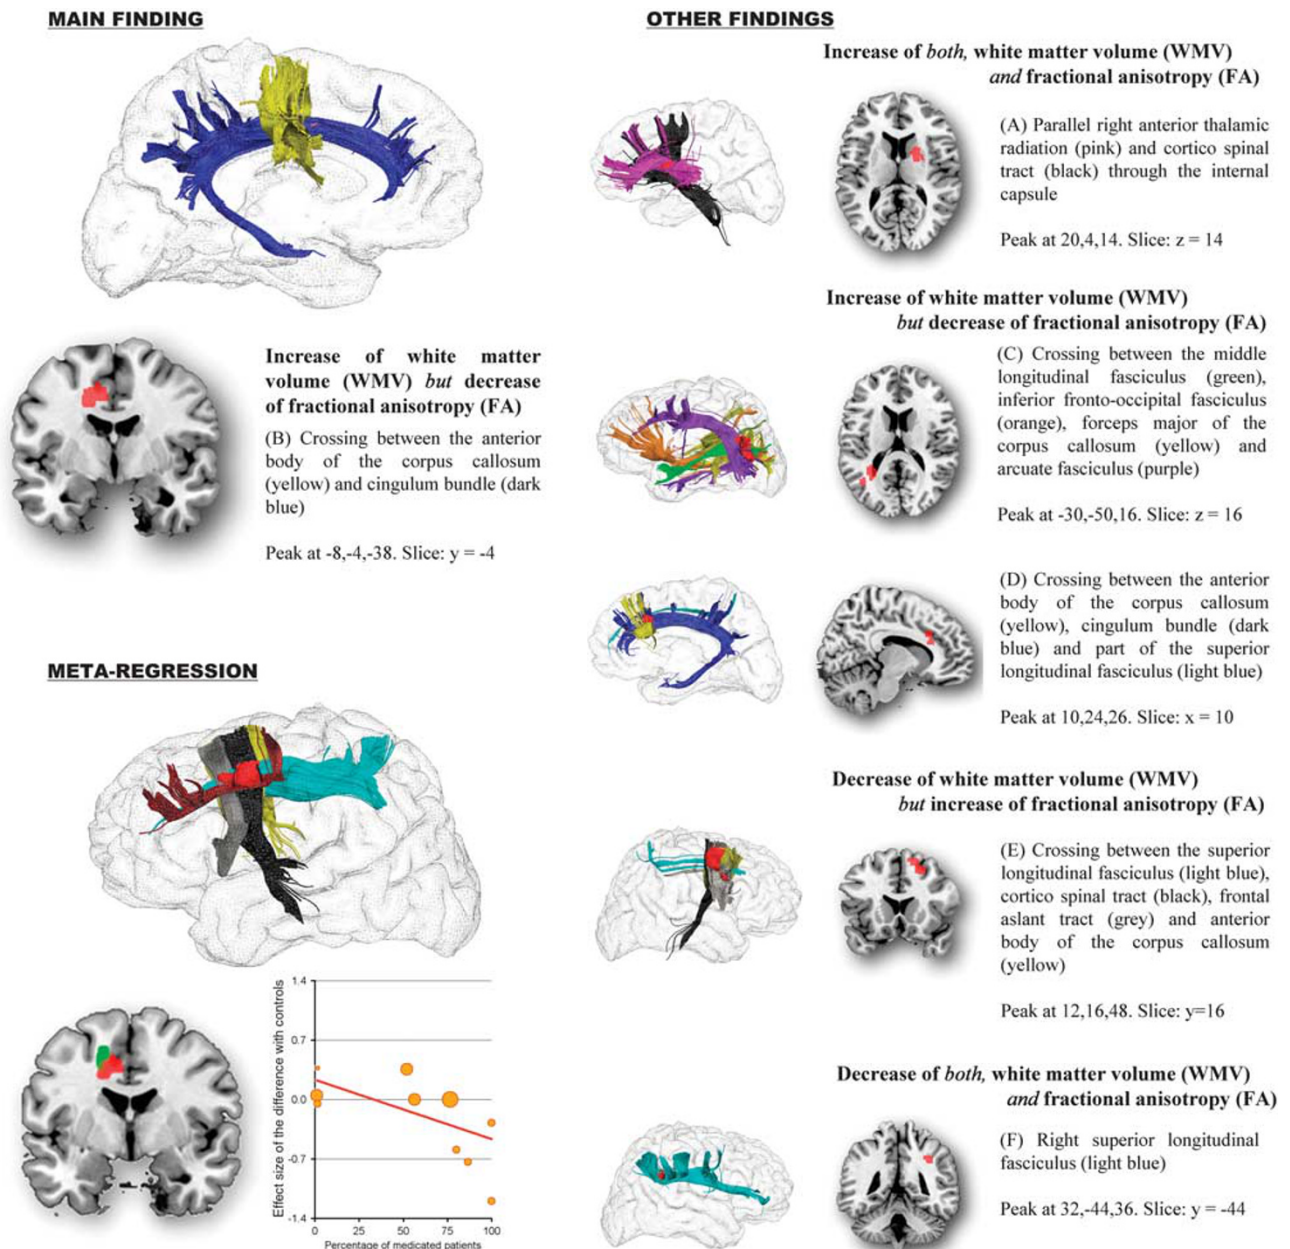 MAIN FINDING
Increase of white matter
volume (WMV) but decrease
of fractional anisotropy (FA)
(B) Crossing between the anterior
body of the corpus callosum
(yellow) and cingulum bundle (dark
blue)
Peak at -8,-4,-38. Slice: y = -4
META-REGRESSION
Effect size of the difference with controls
1.4
0.7
0.0
-0.7
-1.4
0 25 50 75 100
Percentage of medicated patients
OTHER FINDINGS
Increase of both, white matter volume (WMV)
and fractional anisotropy (FA)
(A) Parallel right anterior thalamic
radiation (pink) and cortico spinal
tract (black) through the internal
capsule
Peak at 20,4,14. Slice: z = 14
Increase of white matter volume (WMV)
but decrease of fractional anisotropy (FA)
(C) Crossing between the middle
longitudinal fasciculus (green),
inferior fronto-occipital fasciculus
(orange), forceps major of the
corpus callosum (yellow) and
arcuate fasciculus (purple)
Peak at -30,-50,16. Slice: z = 16
(D) Crossing between the anterior
body of the corpus callosum
(yellow), cingulum bundle (dark
blue) and part of the superior
longitudinal fasciculus (light blue)
Peak at 10,24,26. Slice: x = 10
Decrease of white matter volume (WMV)
but increase of fractional anisotropy (FA)
(E) Crossing between the superior
longitudinal fasciculus (light blue),
cortico spinal tract (black), frontal
aslant tract (grey) and anterior
body of the corpus callosum
(yellow)
Peak at 12,16,48. Slice: y=16
Decrease of both, white matter volume (WMV)
and fractional anisotropy (FA)
(F) Right superior longitudinal
fasciculus (light blue)
Peak at 32,-44,36. Slice: y = -44